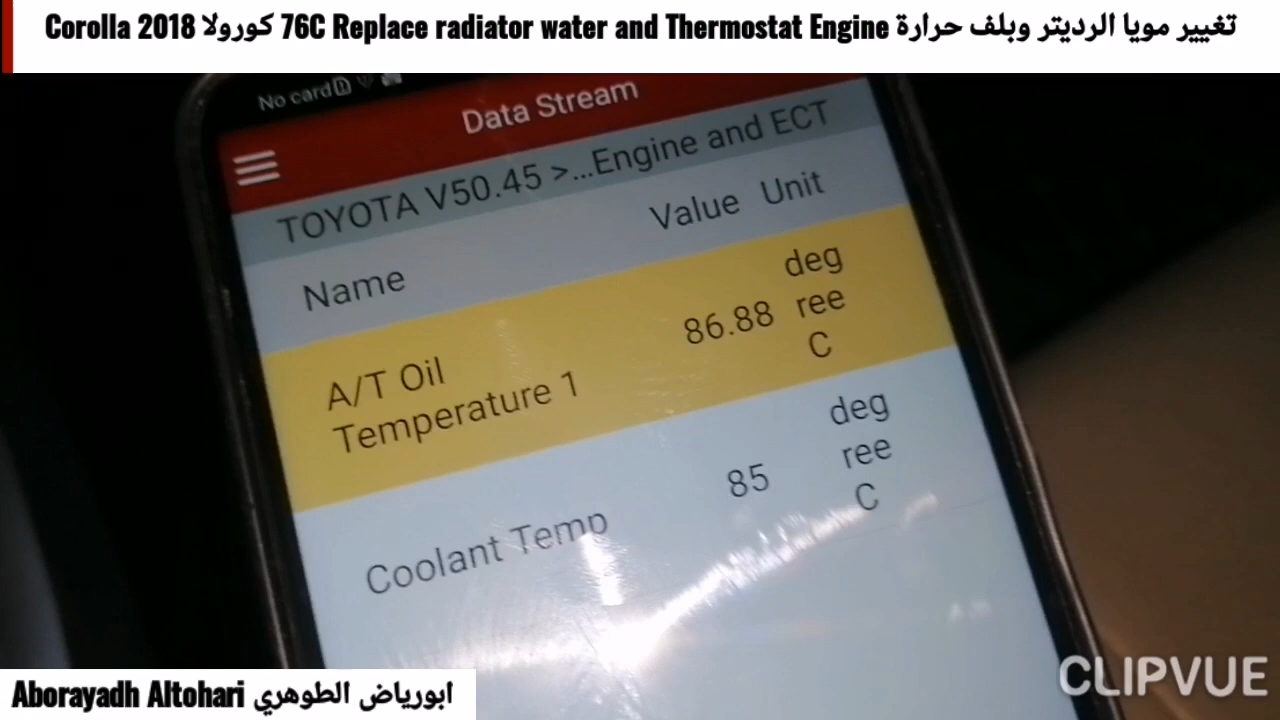 تغيير مويا الرديتر وبلف حرارة Corolla 2018 كورولا 76C Replace radiator water and Thermostat Engine
No card
Data Stream
TOYOTA V50.45 >...Engine and ECT
Name Value Unit
A/T Oil Temperature 1 86.88 deg
ree
C
Coolant Temp 85 deg
ree
C
Aborayadh Altohari ابورياض الطوهري
CLIPVUE